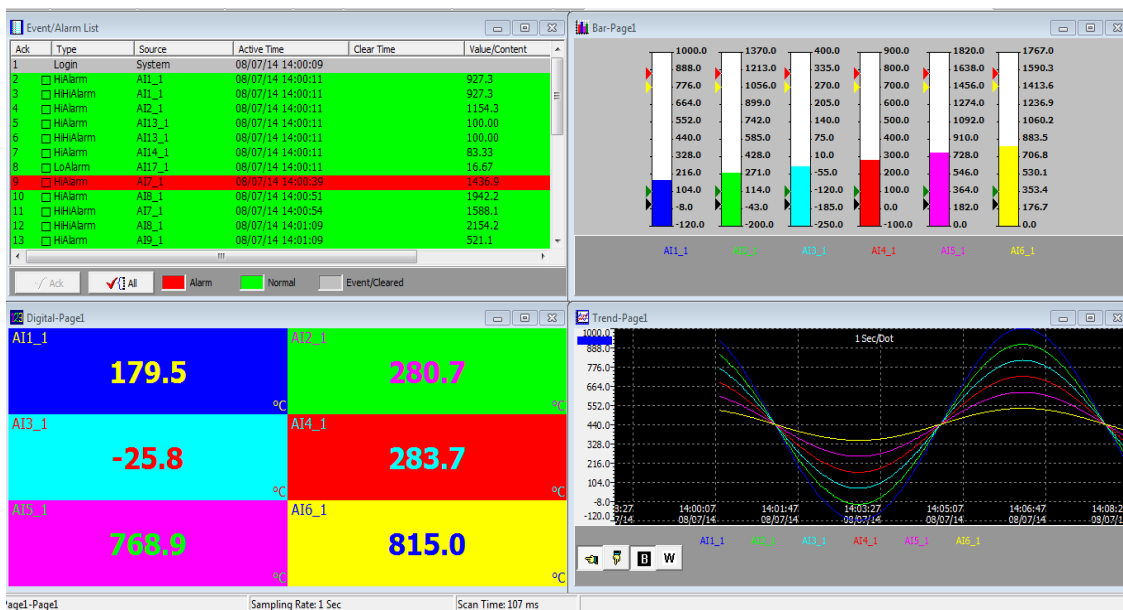 Event/Alarm List
Ack Type Source Active Time Clear Time Value/Content
1 Login System 08/07/14 14:00:09
2 HiAlarm AI1_1 08/07/14 14:00:11 927.3
3 HiHiAlarm AI1_1 08/07/14 14:00:11 927.3
4 HiAlarm AI2_1 08/07/14 14:00:11 1154.3
5 HiAlarm AI13_1 08/07/14 14:00:11 100.00
6 HiHiAlarm AI13_1 08/07/14 14:00:11 100.00
7 HiAlarm AI14_1 08/07/14 14:00:11 83.33
8 LoAlarm AI17_1 08/07/14 14:00:11 16.67
9 HiAlarm AI7_1 08/07/14 14:00:39 1436.9
10 HiAlarm AI8_1 08/07/14 14:00:51 1942.2
11 HiHiAlarm AI7_1 08/07/14 14:00:54 1588.1
12 HiHiAlarm AI8_1 08/07/14 14:01:09 2154.2
13 HiAlarm AI9_1 08/07/14 14:01:09 521.1
Ack All Alarm Normal Event/Cleared
Bar-Page1
1000.0 1370.0 400.0 900.0 1820.0 1767.0
888.0 1213.0 335.0 800.0 1638.0 1590.3
776.0 1056.0 270.0 700.0 1456.0 1413.6
664.0 899.0 205.0 600.0 1274.0 1236.9
552.0 742.0 140.0 500.0 1092.0 1060.2
440.0 585.0 75.0 400.0 910.0 883.5
328.0 428.0 10.0 300.0 728.0 706.8
216.0 271.0 -55.0 200.0 546.0 530.1
104.0 114.0 -120.0 100.0 364.0 353.4
-8.0 -43.0 -185.0 0.0 182.0 176.7
-120.0 -200.0 -250.0 -100.0 0.0 0.0
AI1_1 AI2_1 AI3_1 AI4_1 AI5_1 AI6_1
Digital-Page1
AI1_1 AI2_1
179.5 280.7
°C °C
AI3_1 AI4_1
-25.8 283.7
°C °C
AI5_1 AI6_1
768.9 815.0
°C °C
Trend-Page1
1 Sec/Dot
1000.0
888.0
776.0
664.0
552.0
440.0
328.0
216.0
104.0
-8.0
-120.0
3:27 14:00:07 14:01:47 14:03:27 14:05:07 14:06:47 14:08:2
7/14 08/07/14 08/07/14 08/07/14 08/07/14 08/07/14 08/07/1
AI1_1 AI2_1 AI3_1 AI4_1 AI5_1 AI6_1
B W
Page1-Page1 Sampling Rate: 1 Sec Scan Time: 107 ms